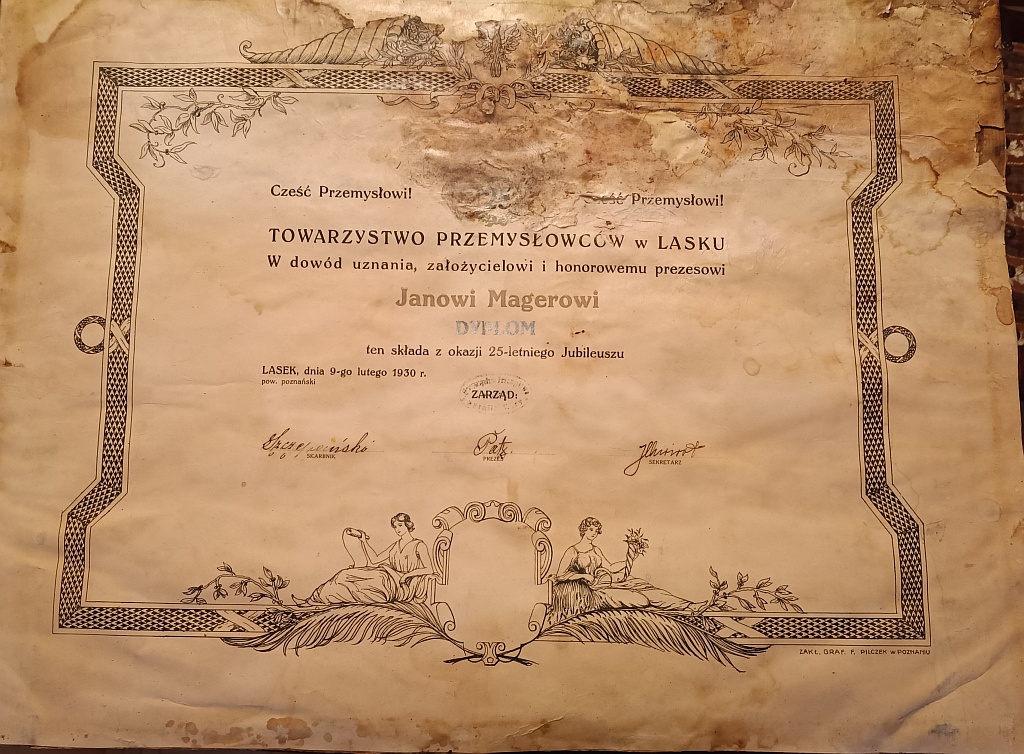 Cześć Przemysłowi! Cześć Przemysłowi!
TOWARZYSTWO PRZEMYSŁOWCÓW w LASKU
W dowód uznania, założycielowi i honorowemu prezesowi
Janowi Magerowi
DYPLOM
ten składa z okazji 25-letniego Jubileuszu
LASEK, dnia 9-go lutego 1930 r.
pow. poznański
ZARZĄD:
SKARBNIK PREZES SEKRETARZ
ZAKŁ. GRAF. F. PILCZEK w POZNANIU